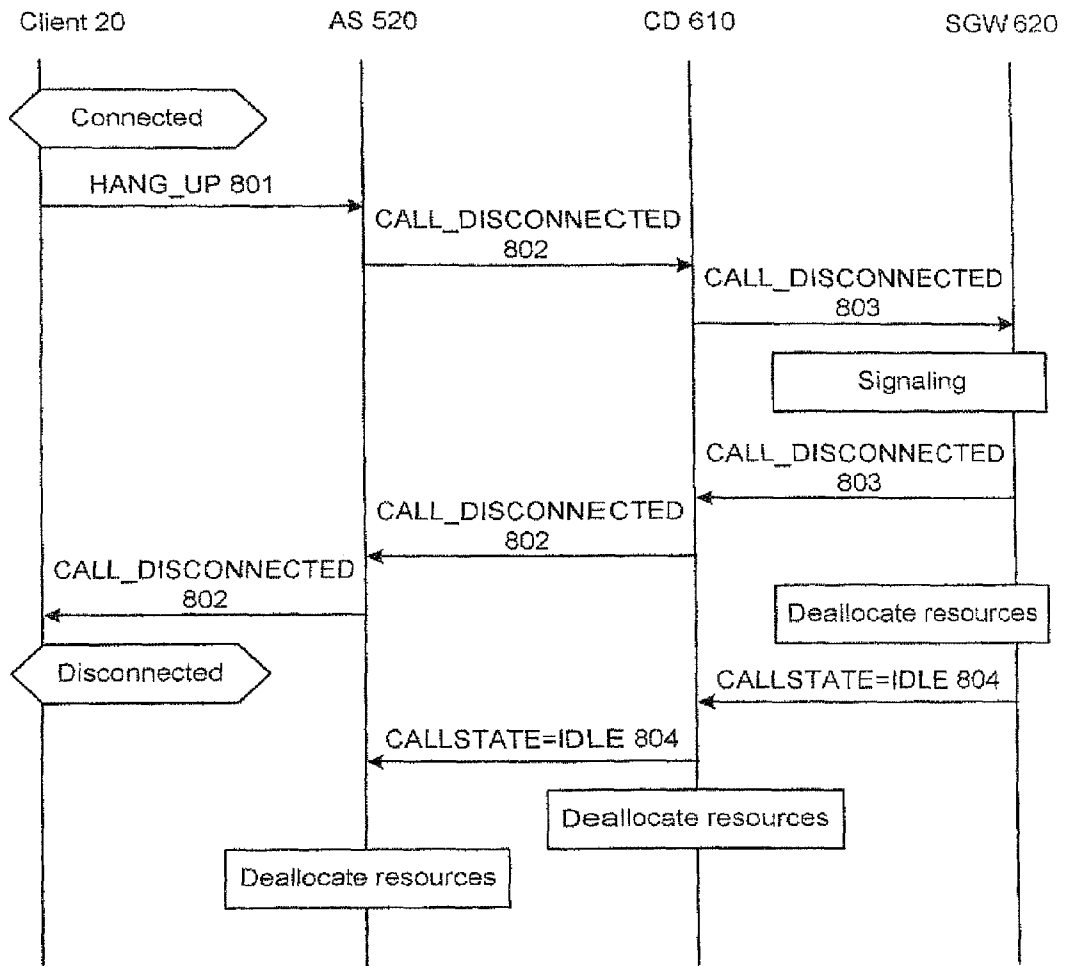 Client 20 AS 520 CD 610 SGW 620
Connected
HANG_UP 801
CALL_DISCONNECTED
802
CALL_DISCONNECTED
803
Signaling
CALL_DISCONNECTED
803
CALL_DISCONNECTED
802
CALL_DISCONNECTED
802
Deallocate resources
Disconnected
CALLSTATE=IDLE 804
CALLSTATE=IDLE 804
Deallocate resources
Deallocate resources